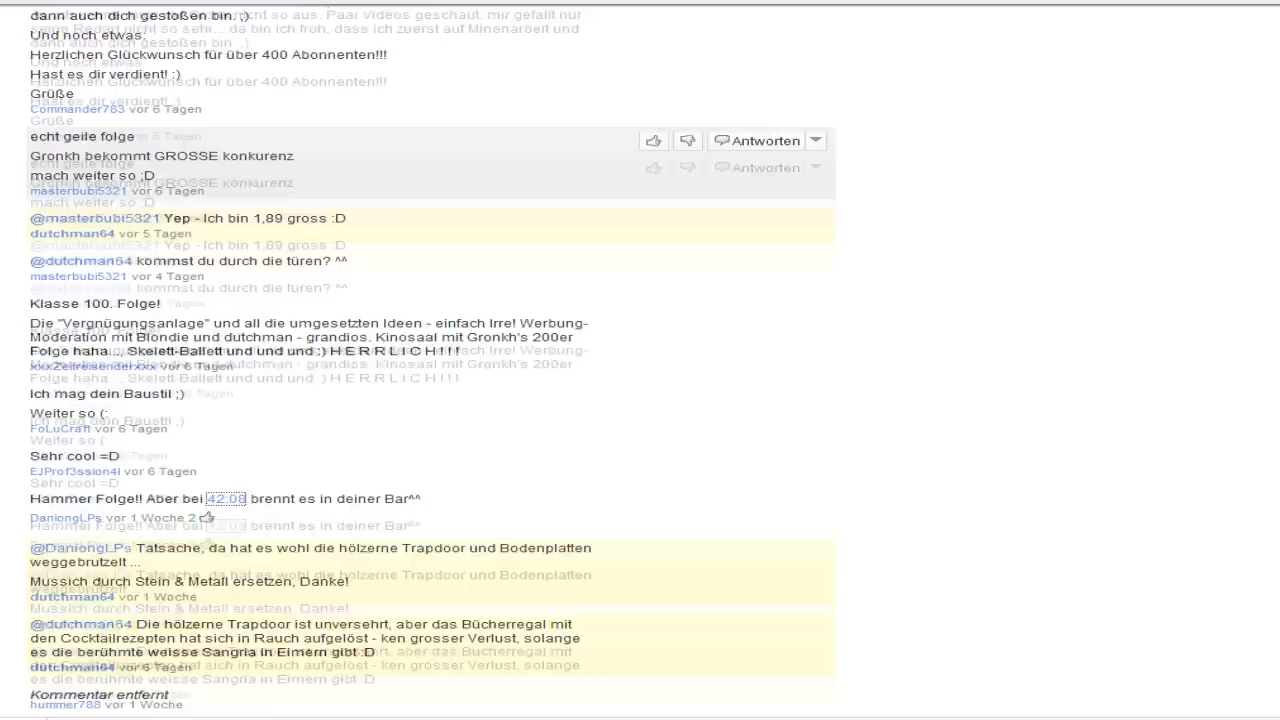 dann auch dich gestoßen bin. ;)
Und noch etwas:
Herzlichen Glückwunsch für über 400 Abonnenten!!!
Hast es dir verdient! :)
Grüße
Commander783 vor 6 Tagen
echt geile folge
Antworten
Gronkh bekommt GROSSE konkurenz
mach weiter so ;D
masterbubi5321 vor 6 Tagen
@masterbubi5321 Yep - Ich bin 1,89 gross :D
dutchman64 vor 5 Tagen
@dutchman64 kommst du durch die türen? ^^
masterbubi5321 vor 4 Tagen
Klasse 100. Folge!
Die "Vergnügungsanlage" und all die umgesetzten Ideen - einfach Irre! Werbung-
Moderation mit Blondie und dutchman - grandios. Kinosaal mit Gronkh's 200er
Folge haha... Skelett-Ballett und und und :) H E R R L I C H ! ! ! !
xxxZeitreisenderxxx vor 6 Tagen
Ich mag dein Baustil ;)
Weiter so (:
FoLuCraft vor 6 Tagen
Sehr cool =D
EJProf3ssion4l vor 6 Tagen
Hammer Folge!! Aber bei 42:08 brennt es in deiner Bar^^
DaniongLPs vor 1 Woche 2
@DaniongLPs Tatsache, da hat es wohl die hölzerne Trapdoor und Bodenplatten
weggebrutzelt ...
Mussich durch Stein & Metall ersetzen, Danke!
dutchman64 vor 1 Woche
@dutchman64 Die hölzerne Trapdoor ist unversehrt, aber das Bücherregal mit
den Cocktailrezepten hat sich in Rauch aufgelöst - ken grosser Verlust, solange
es die berühmte weisse Sangria in Eimern gibt :D
dutchman64 vor 6 Tagen
Kommentar entfernt
hummer788 vor 1 Woche